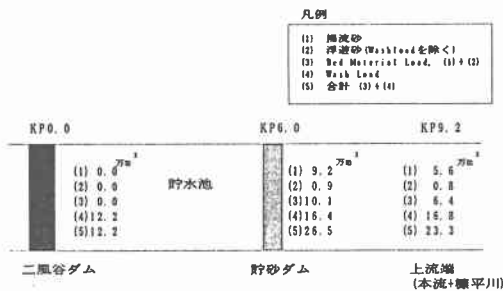 凡例
(1) 掃流砂
(2) 浮遊砂(Washloadを除く)
(3) Bed Material Load, (1)+(2)
(4) Wash Load
(5) 合計 (3)+(4)
KP0.0
KP6.0
KP9.2
万m³
(1) 0.0
(2) 0.0
(3) 0.0
(4)12.2
(5)12.2
貯水池
万m³
(1) 9.2
(2) 0.9
(3)10.1
(4)16.4
(5)26.5
万m³
(1) 5.6
(2) 0.8
(3) 6.4
(4) 16.8
(5) 23.3
二風谷ダム
貯砂ダム
上流端
(本流+糠平川)